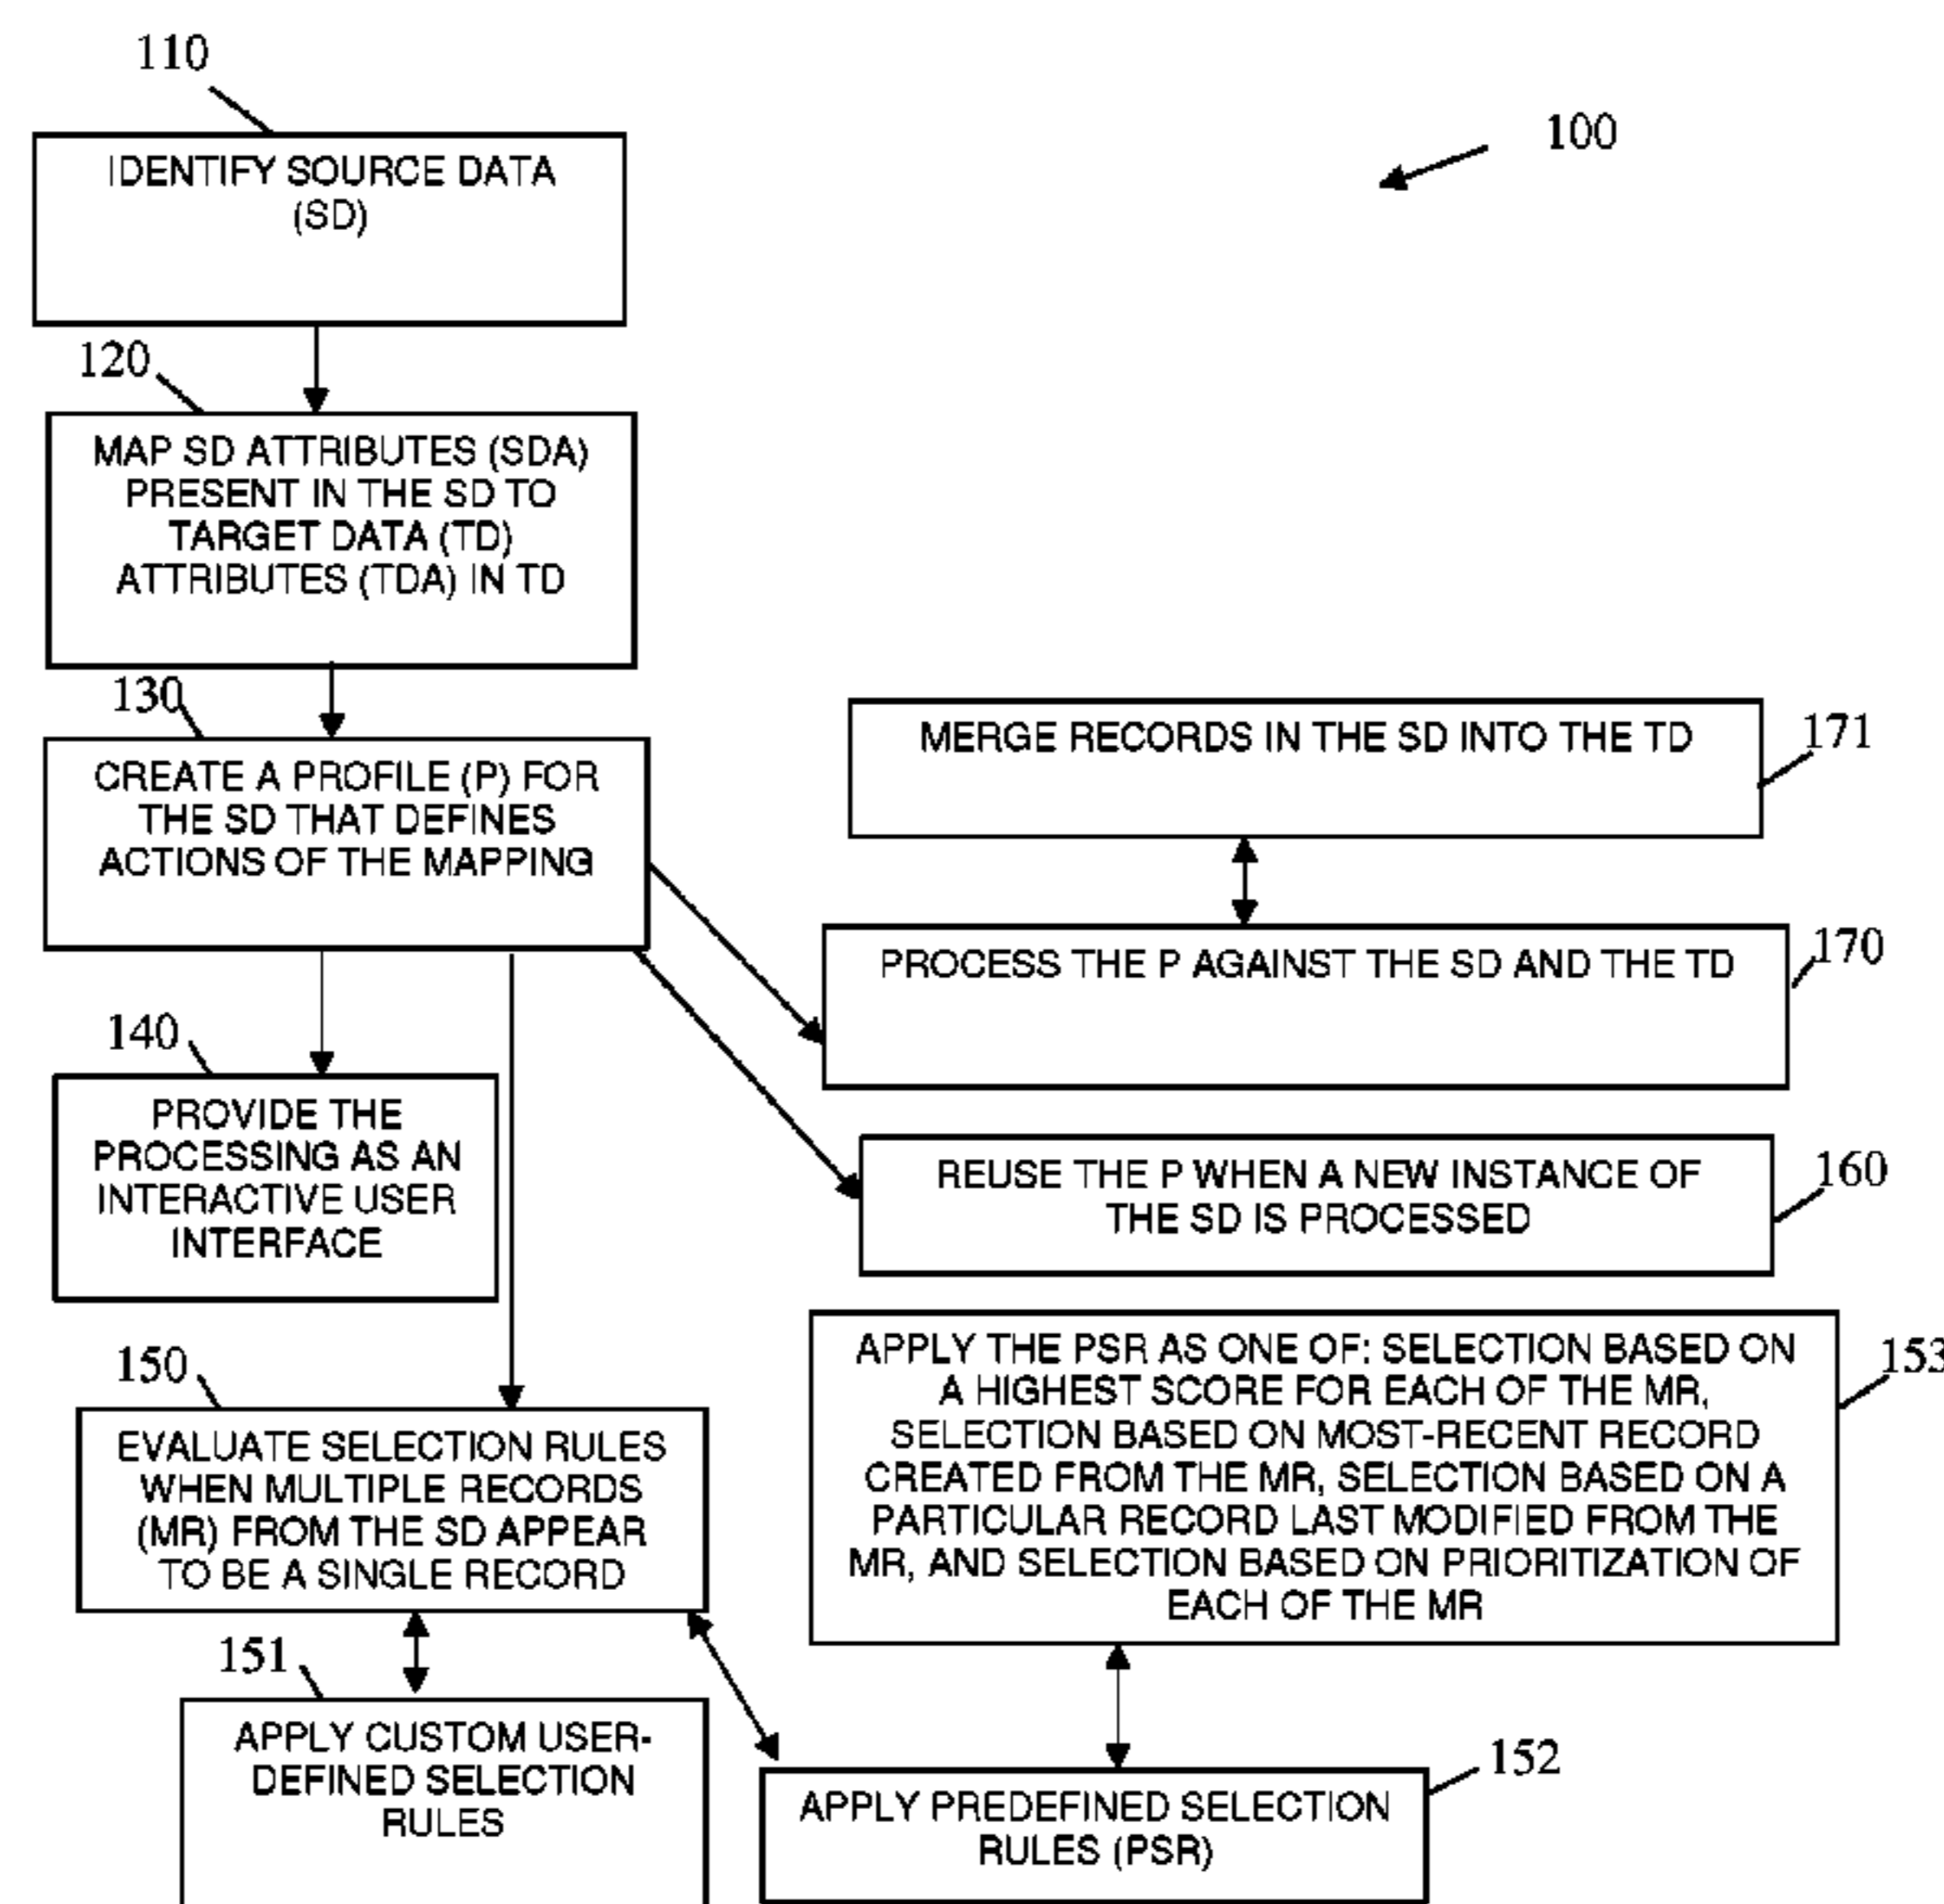 110
100
IDENTIFY SOURCE DATA
(SD)
120
MAP SD ATTRIBUTES (SDA)
PRESENT IN THE SD TO
TARGET DATA (TD)
ATTRIBUTES (TDA) IN TD
130
CREATE A PROFILE (P) FOR
THE SD THAT DEFINES
ACTIONS OF THE MAPPING
MERGE RECORDS IN THE SD INTO THE TD
171
PROCESS THE P AGAINST THE SD AND THE TD
170
140
PROVIDE THE
PROCESSING AS AN
INTERACTIVE USER
INTERFACE
REUSE THE P WHEN A NEW INSTANCE OF
THE SD IS PROCESSED
160
150
EVALUATE SELECTION RULES
WHEN MULTIPLE RECORDS
(MR) FROM THE SD APPEAR
TO BE A SINGLE RECORD
APPLY THE PSR AS ONE OF: SELECTION BASED ON
A HIGHEST SCORE FOR EACH OF THE MR,
SELECTION BASED ON MOST-RECENT RECORD
CREATED FROM THE MR, SELECTION BASED ON A
PARTICULAR RECORD LAST MODIFIED FROM THE
MR, AND SELECTION BASED ON PRIORITIZATION OF
EACH OF THE MR
153
151
APPLY CUSTOM USER-
DEFINED SELECTION
RULES
152
APPLY PREDEFINED SELECTION
RULES (PSR)